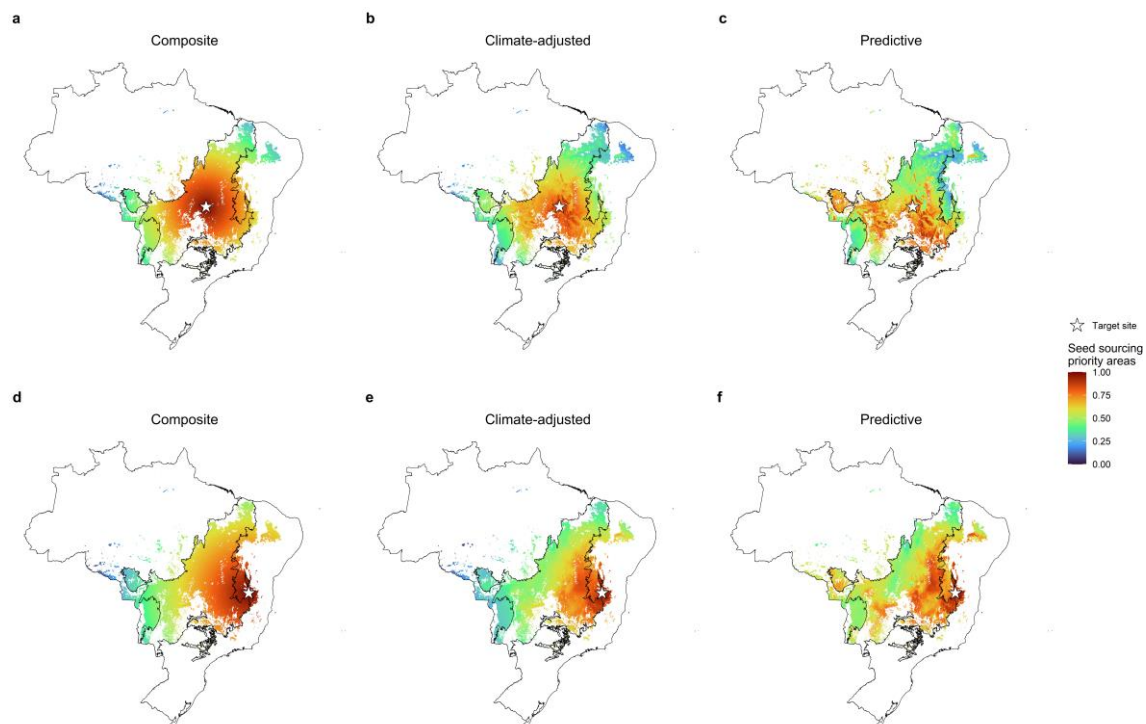 a
b
c
Composite
Climate-adjusted
Predictive
Target site
Seed sourcing
priority areas
1.00
0.75
0.50
0.25
0.00
d
e
f
Composite
Climate-adjusted
Predictive